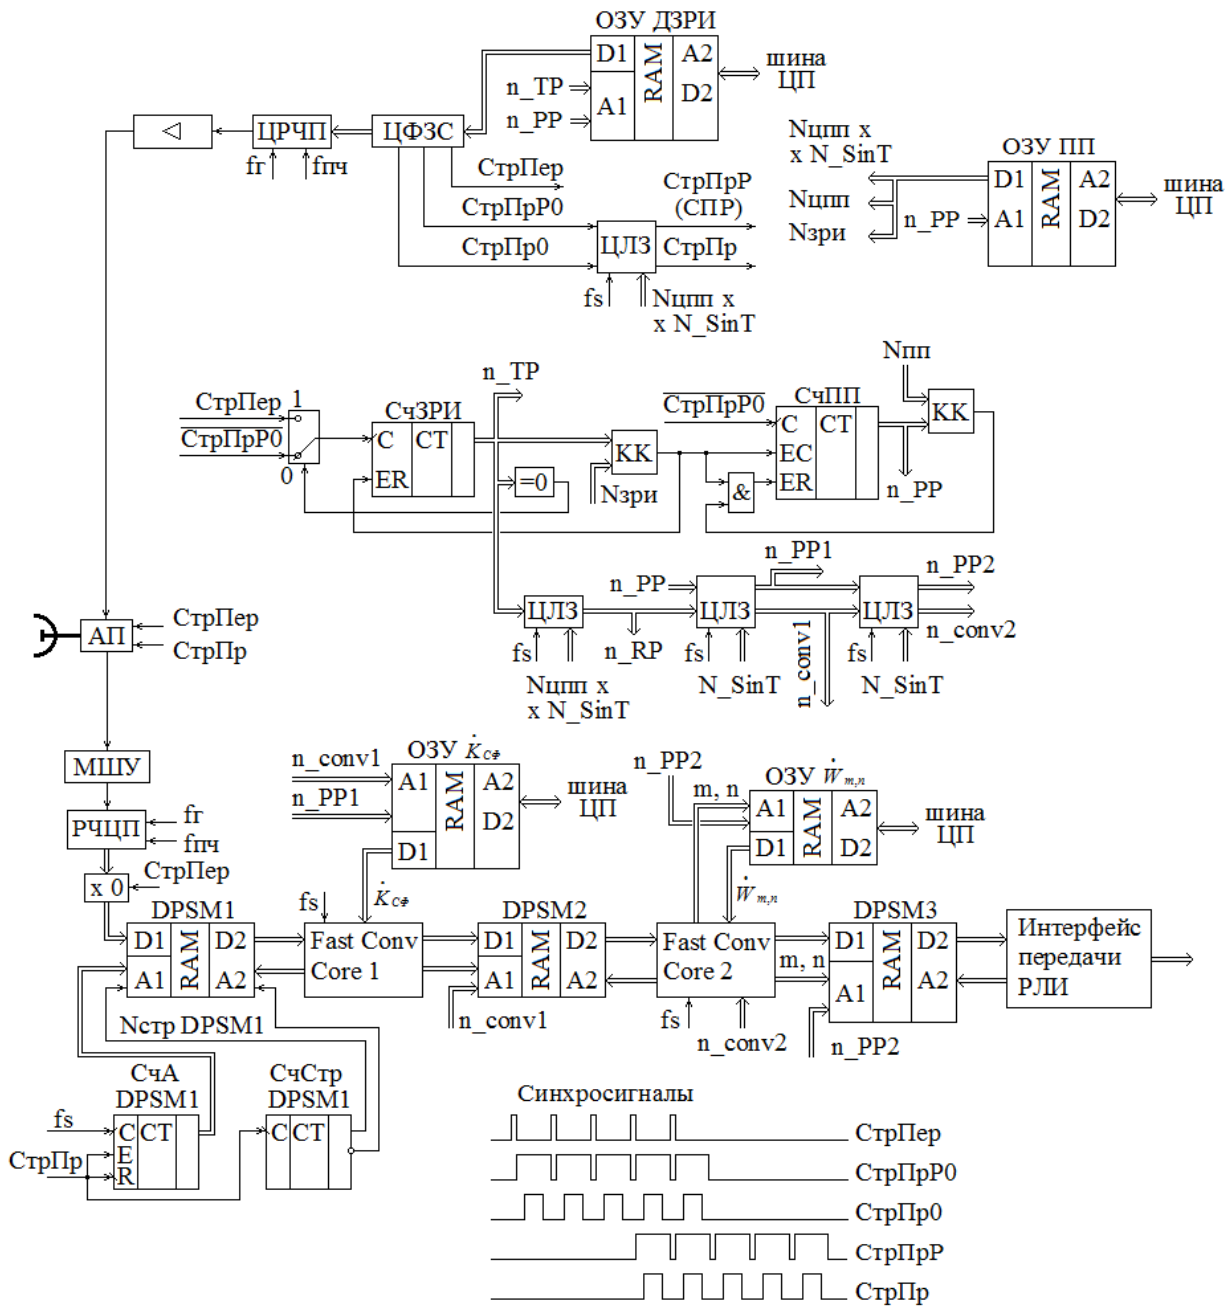 ОЗУ ДЗРИ
D1
RAM
A2
n_TP
A1
D2
n_PP
шина
ЦП
ЦРЧП
ЦФЗС
fг
fпч
СтрПер
СтрПрР0
СтрПр0
ЦЛЗ
СтрПрР
(СПР)
СтрПр
fs
Nцпп х
х N_SinT
Nцпп х
х N_SinT
Nцпп
Nзри
n_PP
ОЗУ ПП
D1
RAM
A2
A1
D2
шина
ЦП
СтрПер
1
СтрПрР0
0
СчЗРИ
C
CT
ER
n_TP
=0
КК
Nзри
СтрПрР0
СчПП
C
CT
EC
ER
&
Nпп
КК
n_PP
n_PP
n_PP1
n_PP2
ЦЛЗ
ЦЛЗ
ЦЛЗ
fs
n_RP
fs
n_conv1
fs
n_conv2
Nцпп х
х N_SinT
N_SinT
N_SinT
АП
СтрПер
СтрПр
МШУ
РЧЦП
fг
fпч
x 0
СтрПер
n_conv1
n_PP1
ОЗУ K̇СФ
A1
RAM
A2
D2
D1
шина
ЦП
K̇СФ
n_PP2
m, n
ОЗУ Ẇm,n
A1
RAM
A2
D1
D2
шина
ЦП
Ẇm,n
DPSM1
D1
RAM
D2
A1
A2
fs
Fast Conv
Core 1
DPSM2
D1
RAM
D2
A1
A2
n_conv1
Fast Conv
Core 2
fs
n_conv2
m, n
DPSM3
D1
RAM
D2
A1
A2
n_PP2
Интерфейс
передачи
РЛИ
Nстр DPSM1
СчА
DPSM1
fs
C
CT
E
R
СтрПр
СчСтр
DPSM1
C
CT
Синхросигналы
СтрПер
СтрПрР0
СтрПр0
СтрПрР
СтрПр